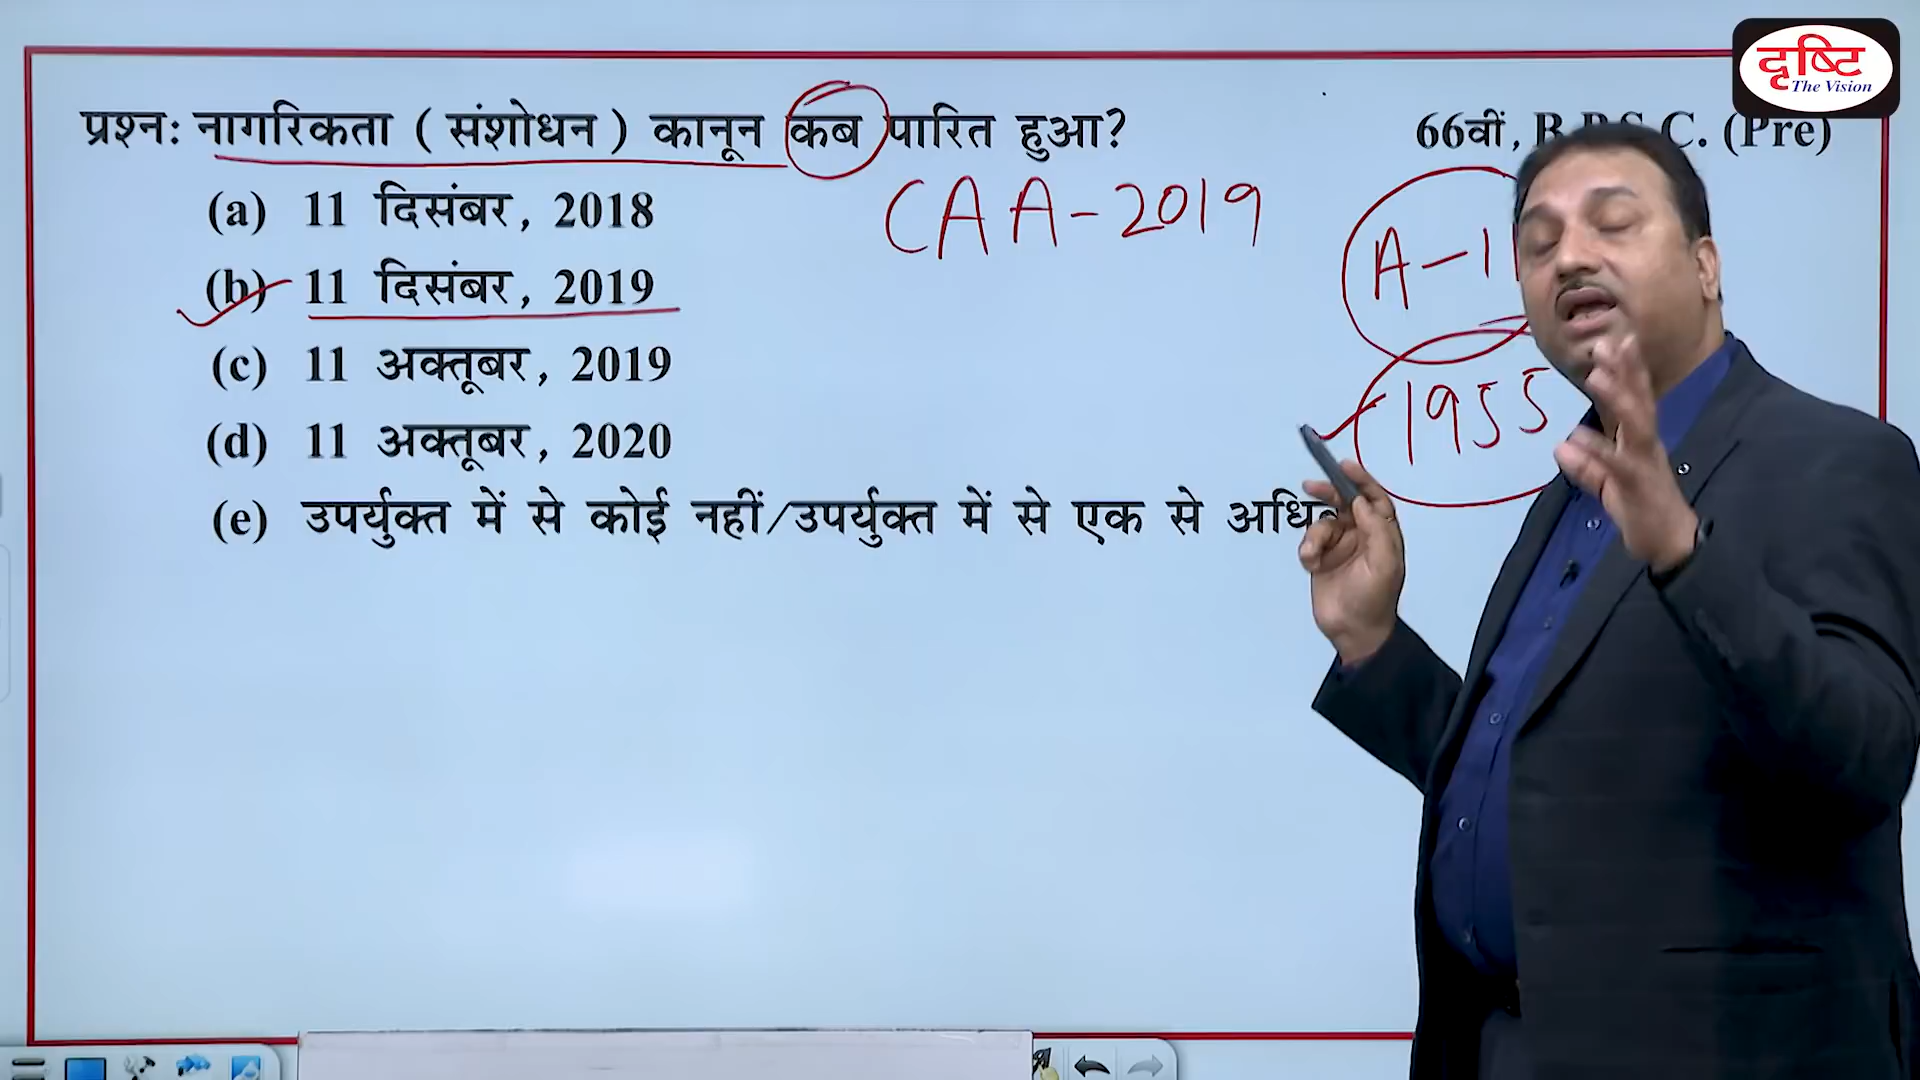 दृष्टि
The Vision
प्रश्न: नागरिकता ( संशोधन ) कानून कब पारित हुआ?
66वीं, B.P.S.C. (Pre)
(a) 11 दिसंबर, 2018
CAA-2019
A-11
(b) 11 दिसंबर, 2019
(c) 11 अक्तूबर, 2019
1955
(d) 11 अक्तूबर, 2020
(e) उपर्युक्त में से कोई नहीं/उपर्युक्त में से एक से